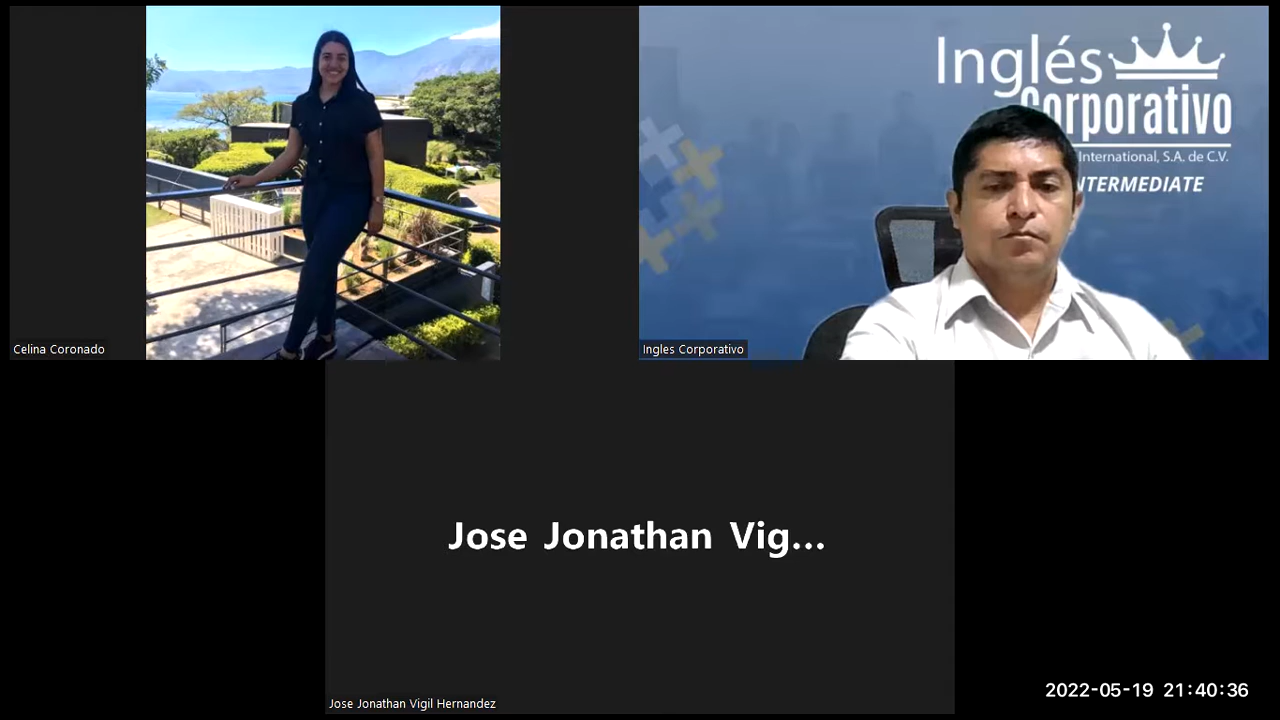 Inglés
Corporativo
International, S.A. de C.V.
NTERMEDIATE
Celina Coronado
Ingles Corporativo
Jose Jonathan Vig...
Jose Jonathan Vigil Hernandez
2022-05-19 21:40:36